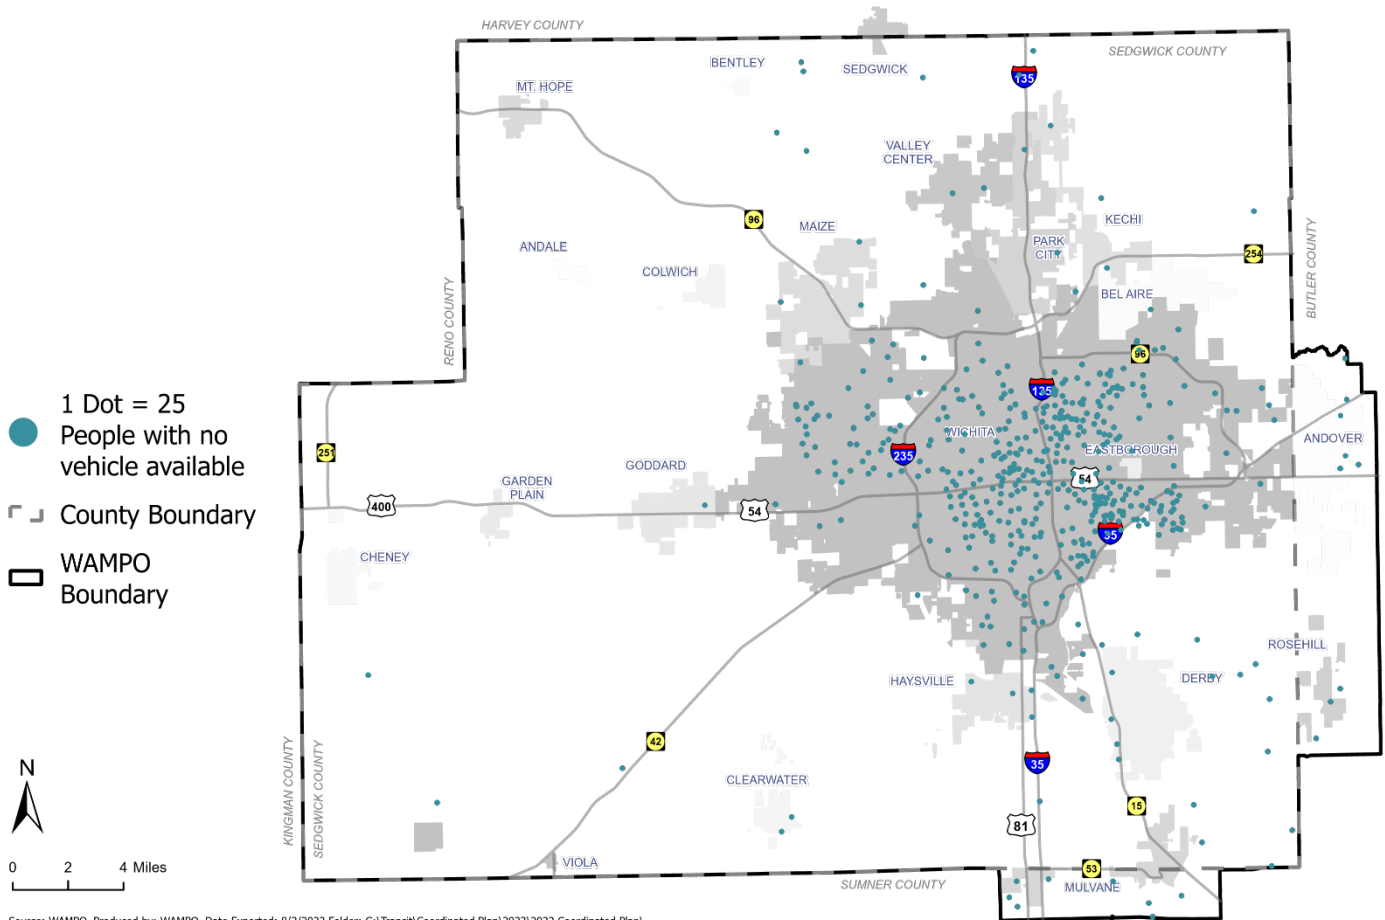 HARVEY COUNTY
SEDGWICK COUNTY
BENTLEY
SEDGWICK
135
MT. HOPE
VALLEY
CENTER
96
MAIZE
KECHI
ANDALE
PARK
CITY
254
COLWICH
BEL AIRE
RENO COUNTY
BUTLER COUNTY
96
135
1 Dot = 25
People with no
vehicle available
WICHITA
ANDOVER
251
235
EASTBOROUGH
GODDARD
54
GARDEN
PLAIN
400
54
County Boundary
35
CHENEY
WAMPO
Boundary
ROSEHILL
HAYSVILLE
DERBY
42
KINGMAN COUNTY
SEDGWICK COUNTY
N
35
CLEARWATER
15
81
0 2 4 Miles
VIOLA
53
SUMNER COUNTY
MULVANE